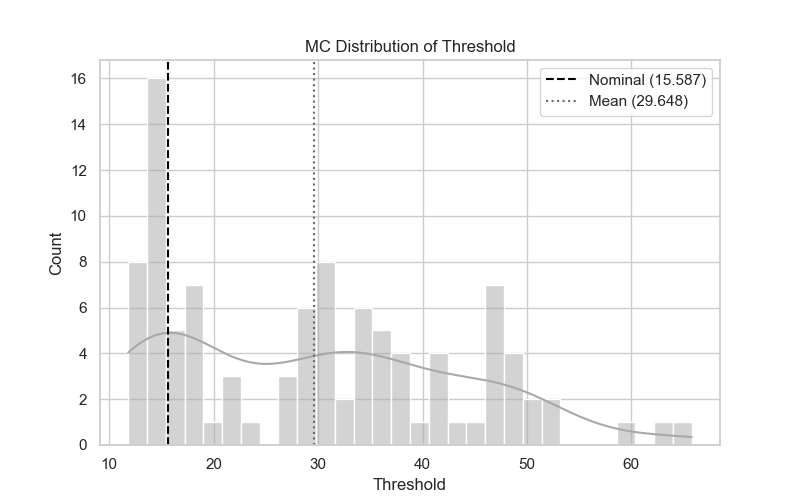 MC Distribution of Threshold
Nominal (15.587)
Mean (29.648)
Count
16
14
12
10
8
6
4
2
0
10 20 30 40 50 60
Threshold